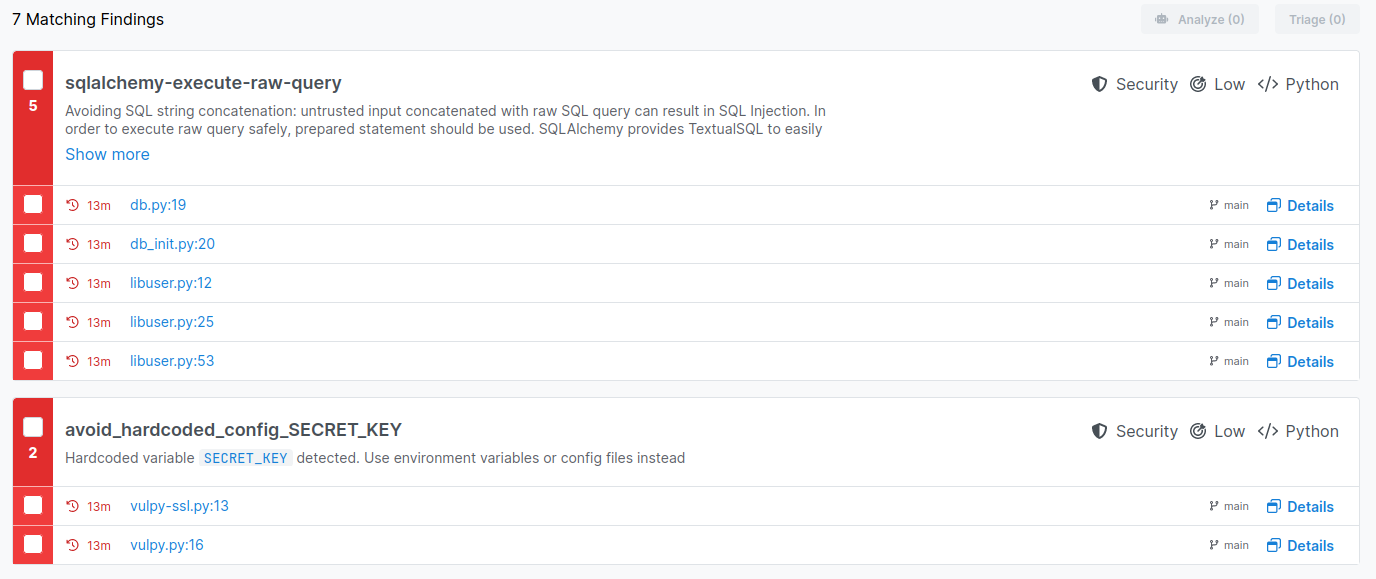 7 Matching Findings
Analyze (0)
Triage (0)
5
sqlalchemy-execute-raw-query
Security
Low
Python
Avoiding SQL string concatenation: untrusted input concatenated with raw SQL query can result in SQL Injection. In
order to execute raw query safely, prepared statement should be used. SQLAlchemy provides TextualSQL to easily
Show more
13m db.py:19 main Details
13m db_init.py:20 main Details
13m libuser.py:12 main Details
13m libuser.py:25 main Details
13m libuser.py:53 main Details
2
avoid_hardcoded_config_SECRET_KEY
Security
Low
Python
Hardcoded variable SECRET_KEY detected. Use environment variables or config files instead
13m vulpy-ssl.py:13 main Details
13m vulpy.py:16 main Details